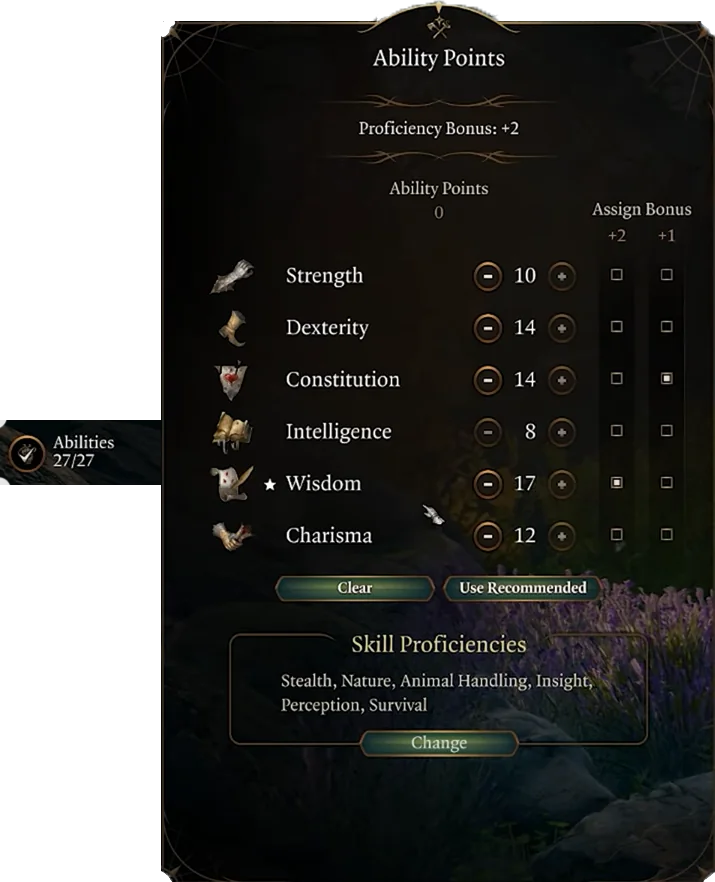 Ability Points
Proficiency Bonus: +2
Ability Points
0
Assign Bonus
+2 +1
Strength - 10 +
Dexterity - 14 +
Constitution - 14 +
Intelligence - 8 +
Wisdom - 17 +
Charisma - 12 +
Clear Use Recommended
Skill Proficiencies
Stealth, Nature, Animal Handling, Insight,
Perception, Survival
Change
Abilities
27/27